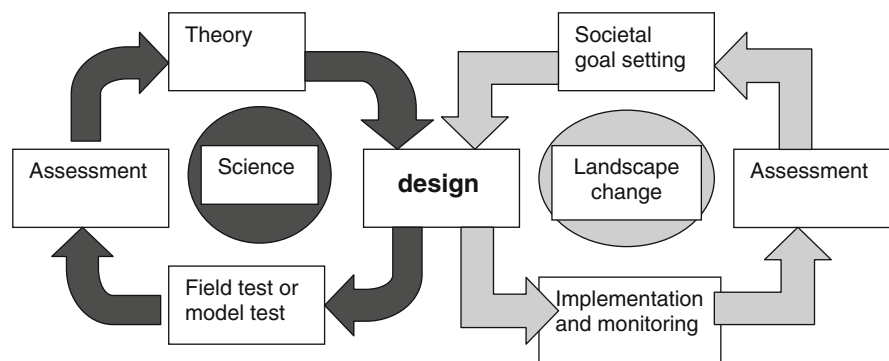 Theory
Societal
goal setting
Assessment
Science
design
Landscape
change
Assessment
Field test or
model test
Implementation
and monitoring